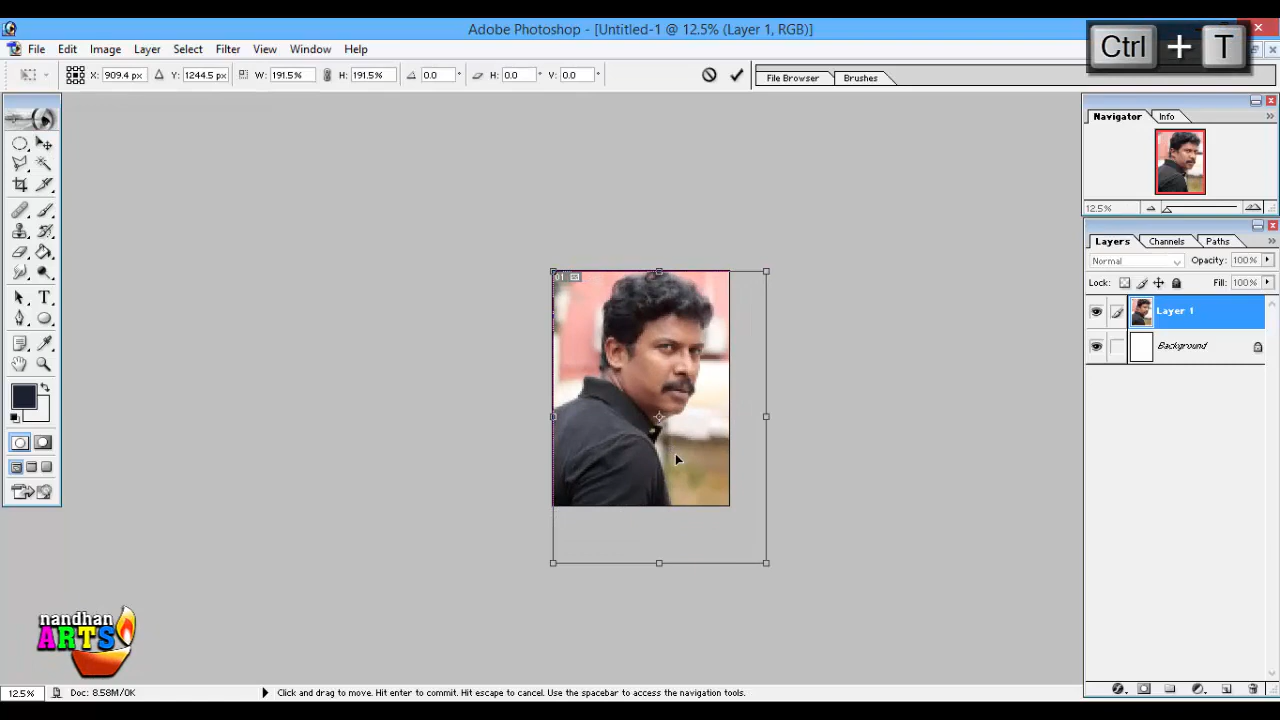 Adobe Photoshop - [Untitled-1 @ 12.5% (Layer 1, RGB)]
Ctrl + T
File Edit Image Layer Select Filter View Window Help
X: 909.4 px Y: 1244.5 px W: 191.5% H: 191.5% 0.0 ° H: 0.0 ° V: 0.0 °
File Browser Brushes
Navigator Info
12.5%
Layers Channels Paths
Normal Opacity: 100%
Lock: Fill: 100%
Layer 1
Background
01
T
nandhan
ARTS
12.5% Doc: 8.58M/0K Click and drag to move. Hit enter to commit. Hit escape to cancel. Use the spacebar to access the navigation tools.